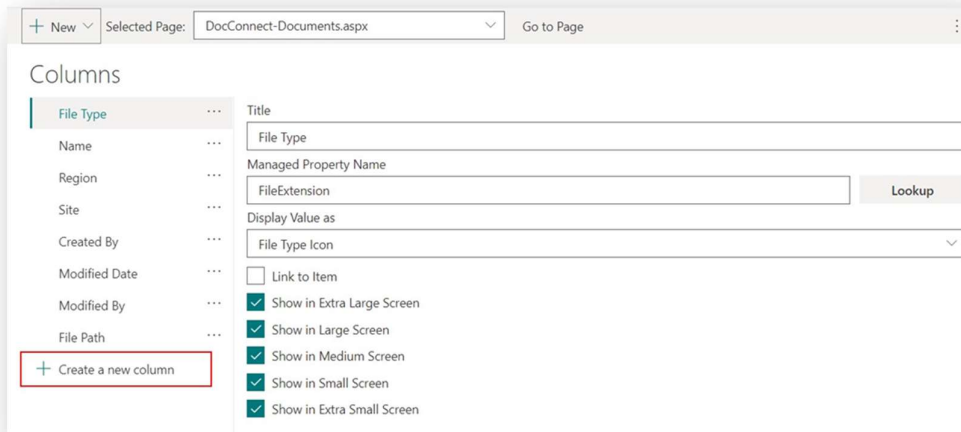 New Selected Page: DocConnect-Documents.aspx Go to Page
Columns
File Type
Name
Region
Site
Created By
Modified Date
Modified By
File Path
Create a new column
Title
File Type
Managed Property Name
FileExtension Lookup
Display Value as
File Type Icon
Link to Item
Show in Extra Large Screen
Show in Large Screen
Show in Medium Screen
Show in Small Screen
Show in Extra Small Screen